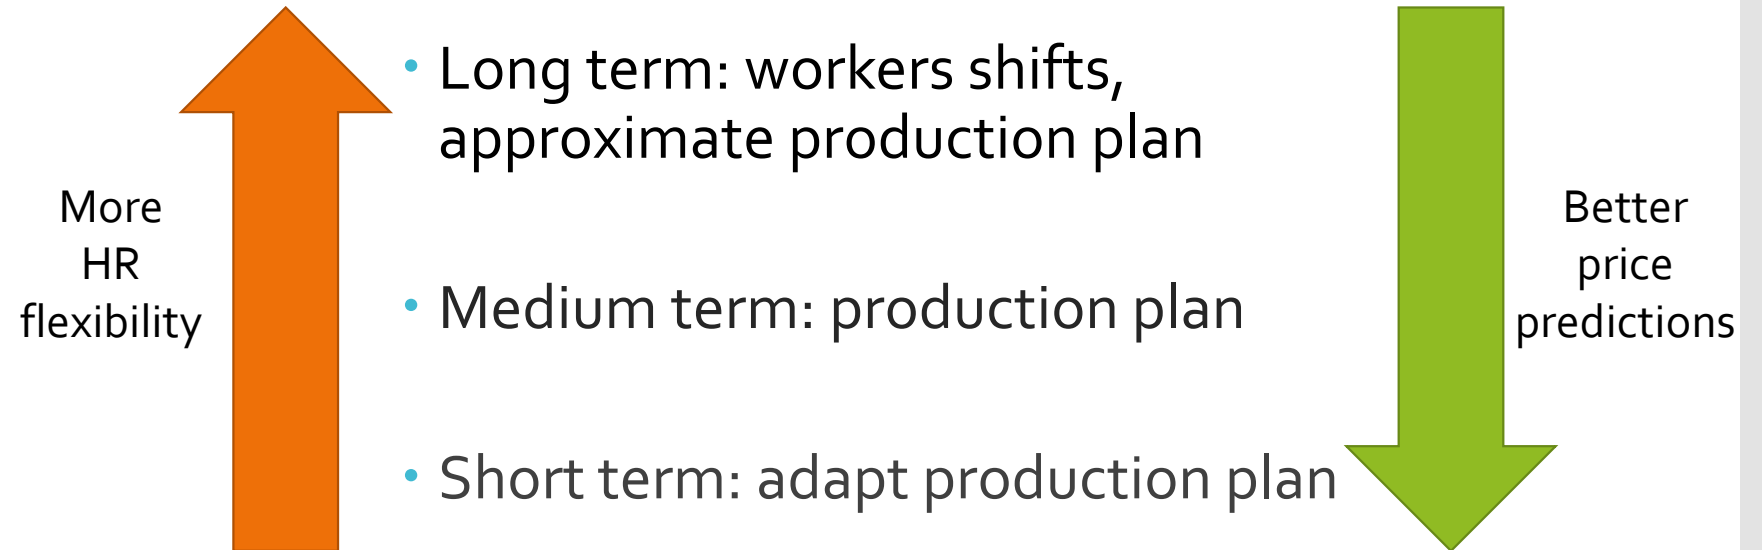 More
HR
flexibility
• Long term: workers shifts,
approximate production plan
• Medium term: production plan
• Short term: adapt production plan
Better
price
predictions